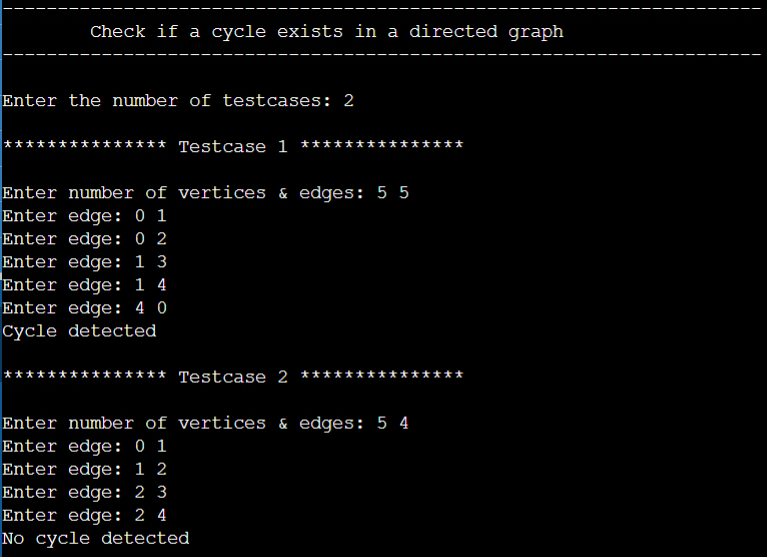 ---------------------------------------------------------------------
Check if a cycle exists in a directed graph
---------------------------------------------------------------------
Enter the number of testcases: 2
*************** Testcase 1 ***************
Enter number of vertices & edges: 5 5
Enter edge: 0 1
Enter edge: 0 2
Enter edge: 1 3
Enter edge: 1 4
Enter edge: 4 0
Cycle detected
*************** Testcase 2 ***************
Enter number of vertices & edges: 5 4
Enter edge: 0 1
Enter edge: 1 2
Enter edge: 2 3
Enter edge: 2 4
No cycle detected